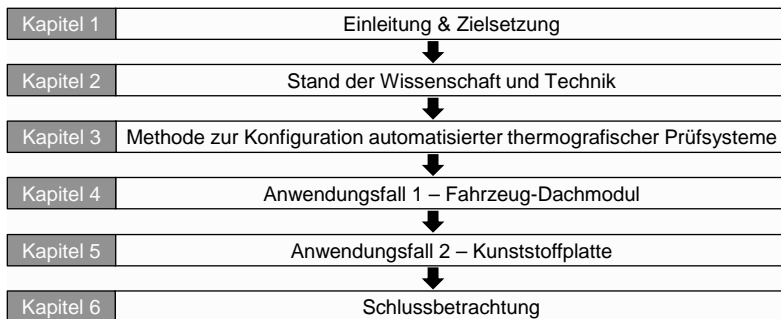 Kapitel 1 Einleitung & Zielsetzung
Kapitel 2 Stand der Wissenschaft und Technik
Kapitel 3 Methode zur Konfiguration automatisierter thermografischer Prüfsysteme
Kapitel 4 Anwendungsfall 1 – Fahrzeug-Dachmodul
Kapitel 5 Anwendungsfall 2 – Kunststoffplatte
Kapitel 6 Schlussbetrachtung